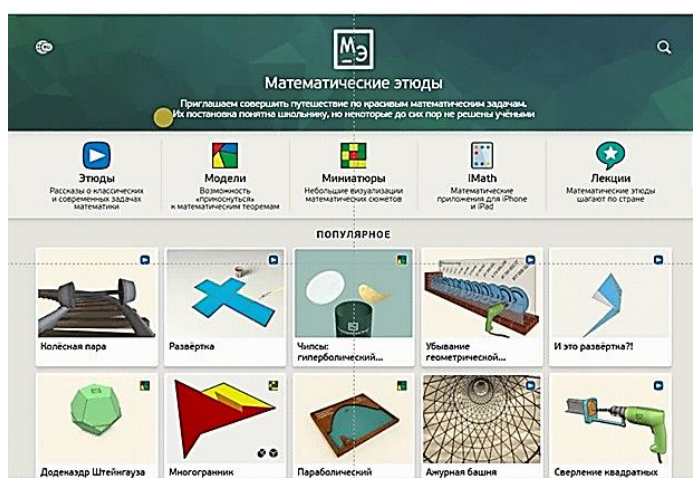 МЭ
Математические этюды
Приглашаем совершить путешествие по красивым математическим задачам.
Их постановка понятна школьнику, но некоторые до сих пор не решены учёными
Этюды
Рассказы о классических
и современных задачах
математики
Модели
Возможность
«прикоснуться»
к математическим теоремам
Миниатюры
Небольшие визуализации
математических сюжетов
iMath
Математические
приложения для iPhone
и iPad
Лекции
Математические этюды
шагают по стране
ПОПУЛЯРНОЕ
Колёсная пара
Развёртка
Чипсы:
гиперболический...
Убывание
геометрической...
И это развёртка?!
Додекаэдр Штейнгауза
Многогранник
Параболический
Ажурная башня
Сверление квадратных